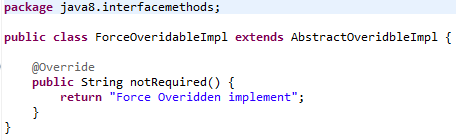 package java8.interfacemethods;
public class ForceOveridableImpl extends AbstractOveridbleImpl {
@Override
public String notRequired() {
return "Force Overidden implement";
}
}